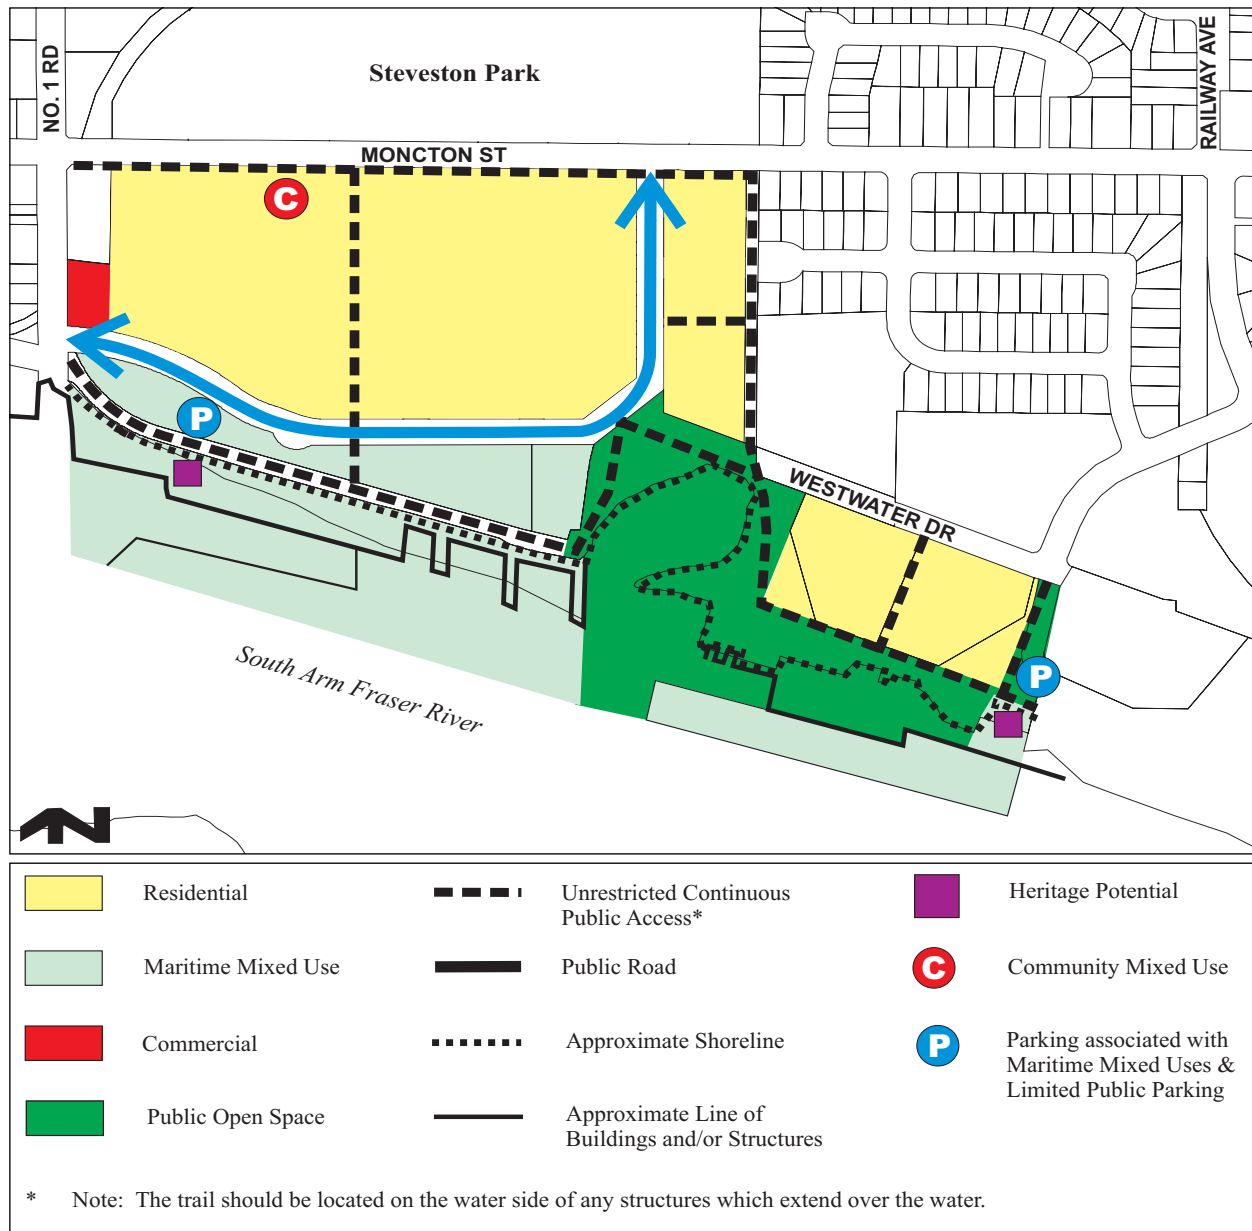 Steveston Park
NO. 1 RD
RAILWAY AVE
MONCTON ST
C
P
WESTWATER DR
P
South Arm Fraser River
N
Residential
Unrestricted Continuous
Public Access*
Heritage Potential
Maritime Mixed Use
Public Road
C
Community Mixed Use
Commercial
Approximate Shoreline
P
Parking associated with
Maritime Mixed Uses &
Limited Public Parking
Public Open Space
Approximate Line of
Buildings and/or Structures
* Note: The trail should be located on the water side of any structures which extend over the water.